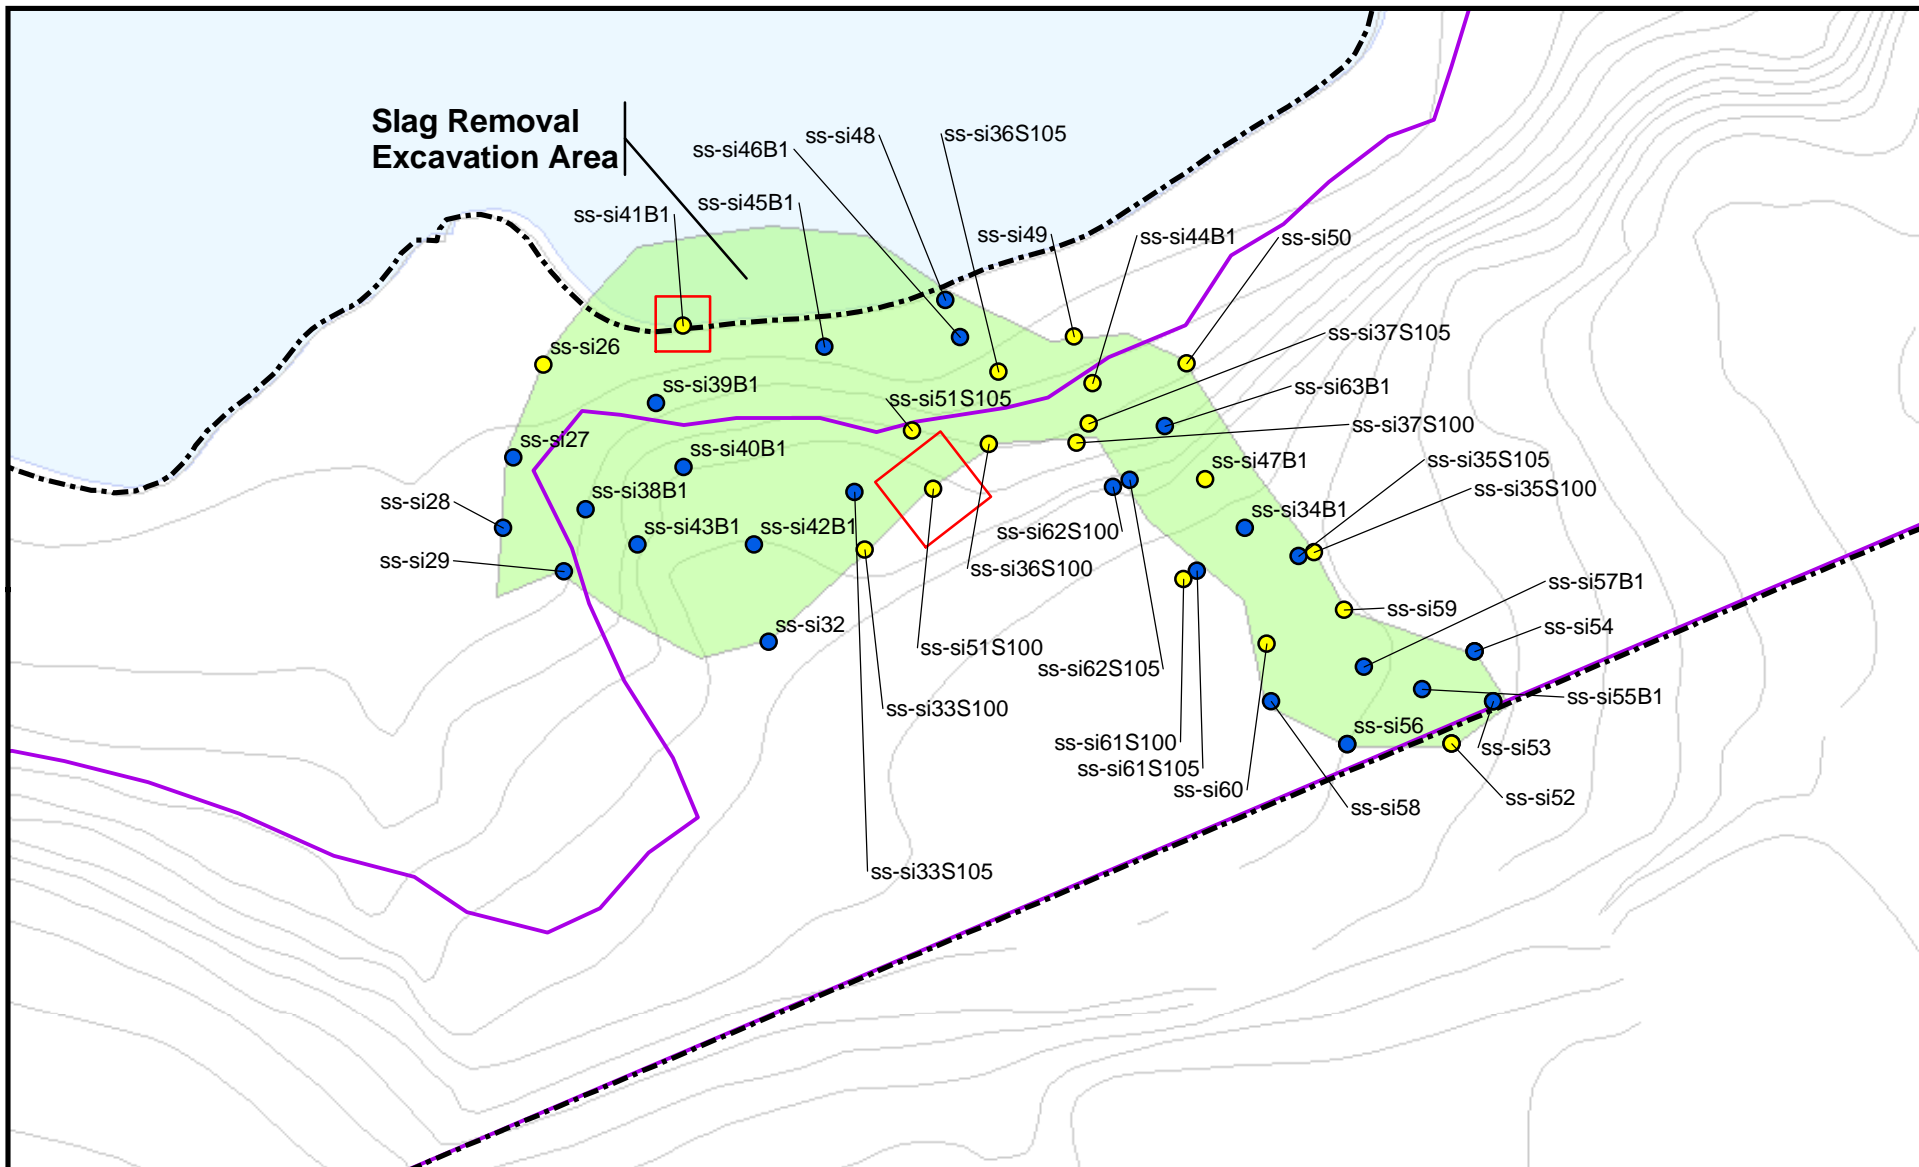 Slag Removal
Excavation Area
ss-si46B1
ss-si48
ss-si36S105
ss-si41B1
ss-si45B1
ss-si49
ss-si44B1
ss-si50
ss-si26
ss-si37S105
ss-si39B1
ss-si51S105
ss-si63B1
ss-si27
ss-si40B1
ss-si37S100
ss-si47B1
ss-si35S105
ss-si28
ss-si38B1
ss-si35S100
ss-si43B1
ss-si42B1
ss-si62S100
ss-si34B1
ss-si29
ss-si36S100
ss-si57B1
ss-si59
ss-si32
ss-si54
ss-si51S100
ss-si62S105
ss-si33S100
ss-si55B1
ss-si56
ss-si61S100
ss-si53
ss-si61S105
ss-si60
ss-si52
ss-si58
ss-si33S105